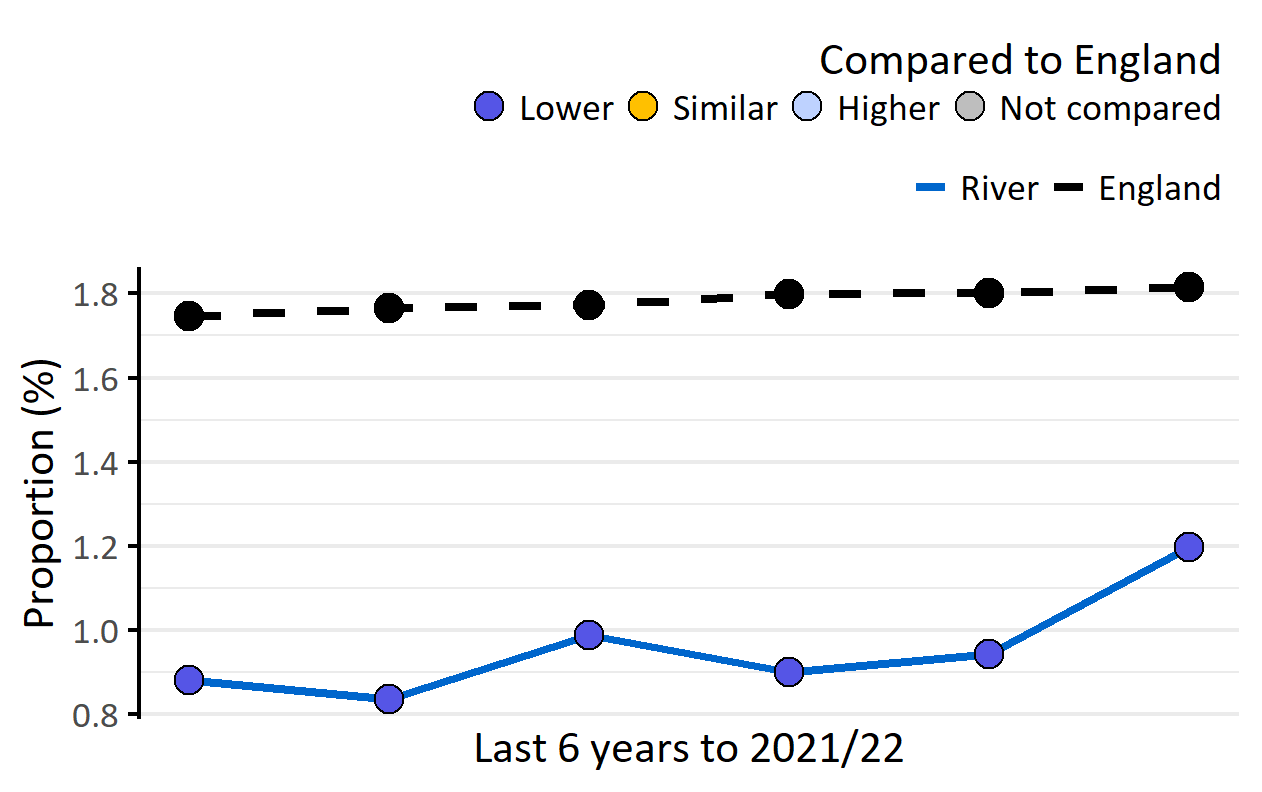 Compared to England
Lower Similar Higher Not compared
River England
Proportion (%)
1.8
1.6
1.4
1.2
1.0
0.8
Last 6 years to 2021/22